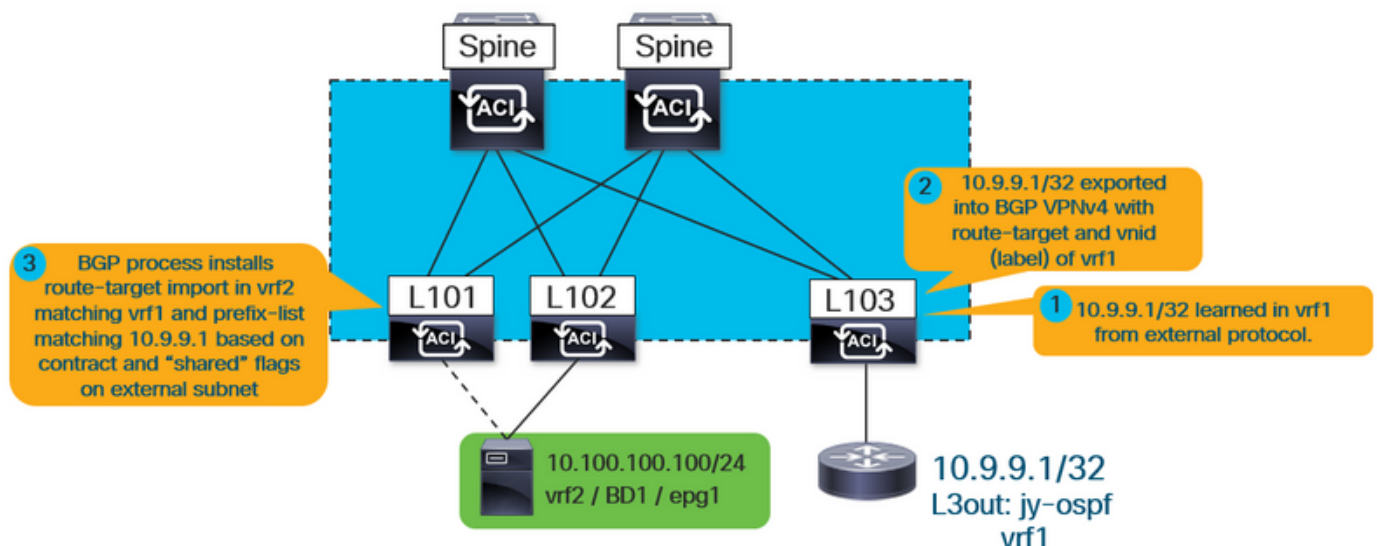 Spine
Spine
ACI
ACI
2
10.9.9.1/32 exported
into BGP VPNv4 with
route-target and vnid
(label) of vrf1
3
BGP process installs
route-target import in vrf2
matching vrf1 and prefix-list
matching 10.9.9.1 based on
contract and “shared” flags
on external subnet
L101
L102
L103
ACI
ACI
ACI
1
10.9.9.1/32 learned in vrf1
from external protocol.
10.100.100.100/24
vrf2 / BD1 / epg1
10.9.9.1/32
L3out: jy-ospf
vrf1